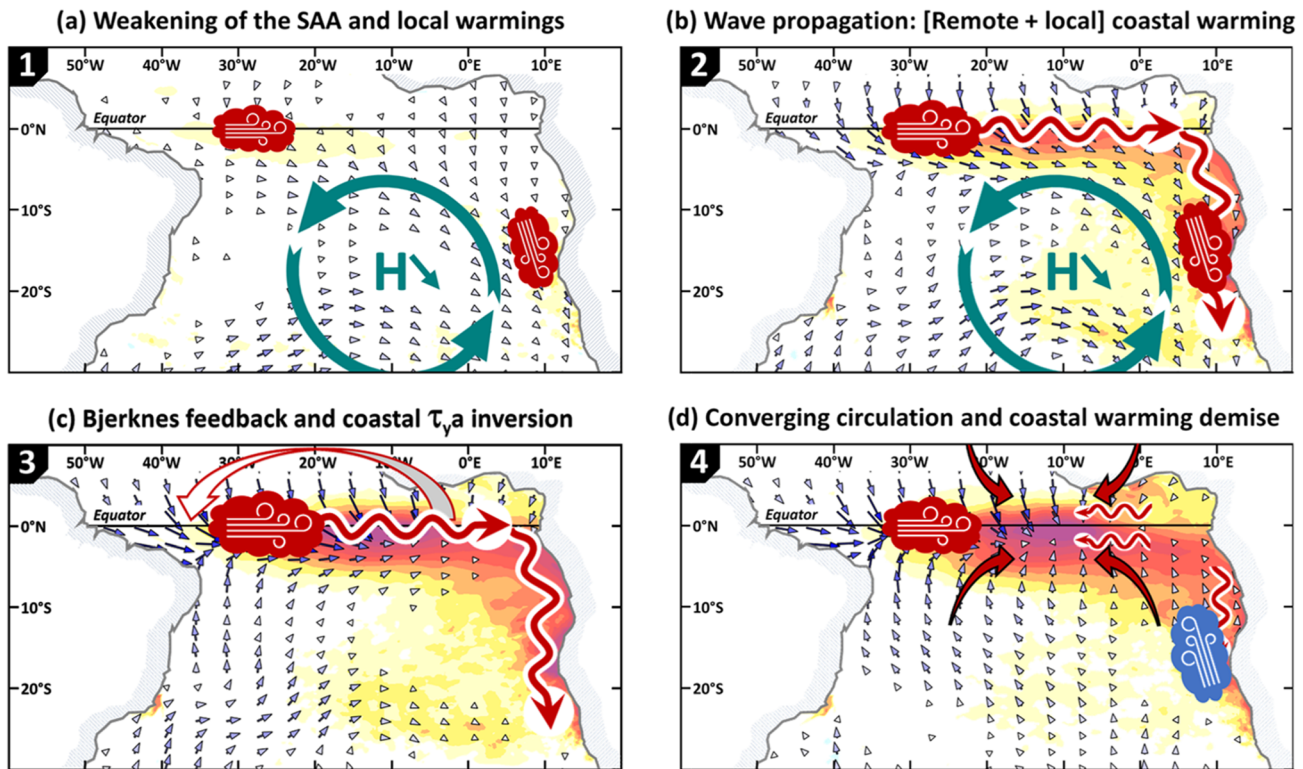 (a) Weakening of the SAA and local warmings
1
50°W 40°W 30°W 20°W 10°W 0°E 10°E
Equator
0°N
10°S
20°S
H
(b) Wave propagation: [Remote + local] coastal warming
2
50°W 40°W 30°W 20°W 10°W 0°E 10°E
Equator
0°N
10°S
20°S
H
(c) Bjerknes feedback and coastal τya inversion
3
50°W 40°W 30°W 20°W 10°W 0°E 10°E
Equator
0°N
10°S
20°S
(d) Converging circulation and coastal warming demise
4
50°W 40°W 30°W 20°W 10°W 0°E 10°E
Equator
0°N
10°S
20°S